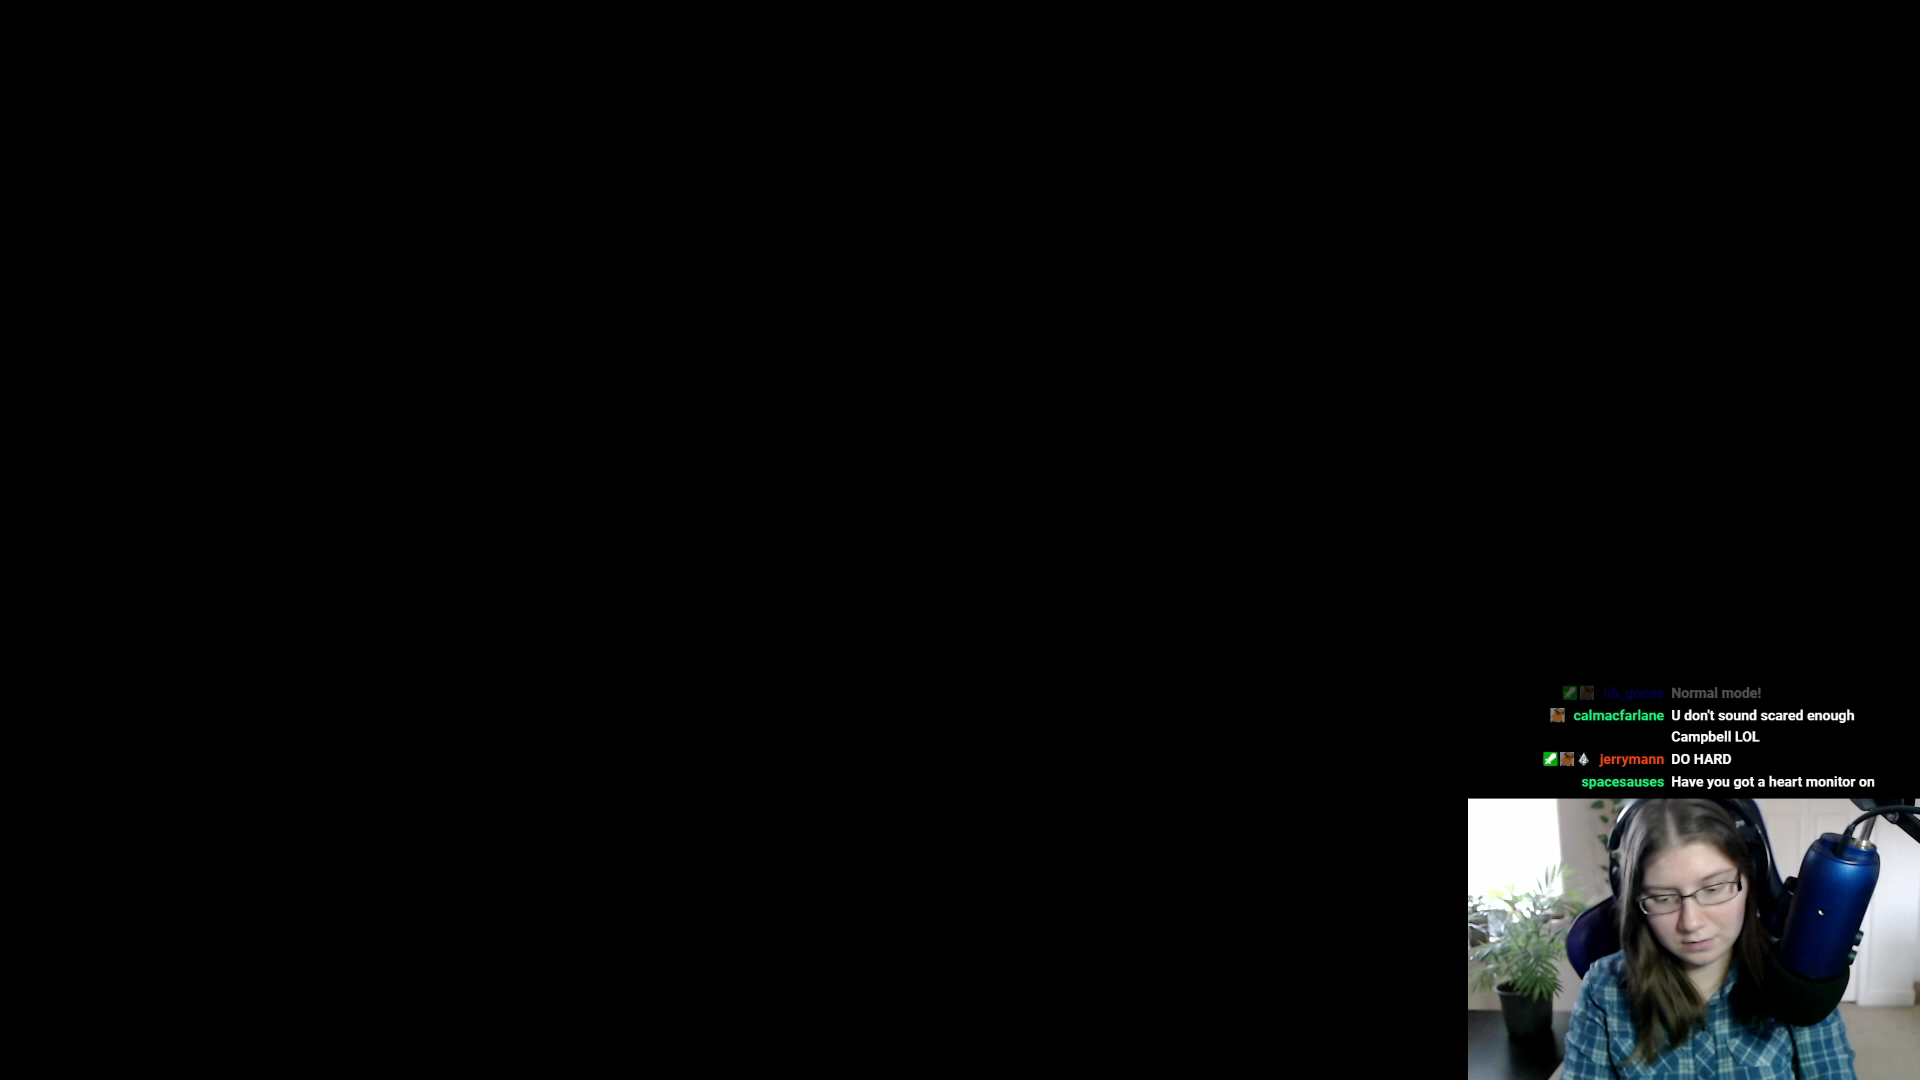 nb_goose Normal mode!
calmacfarlane U don't sound scared enough
Campbell LOL
jerrymann DO HARD
spacesauses Have you got a heart monitor on